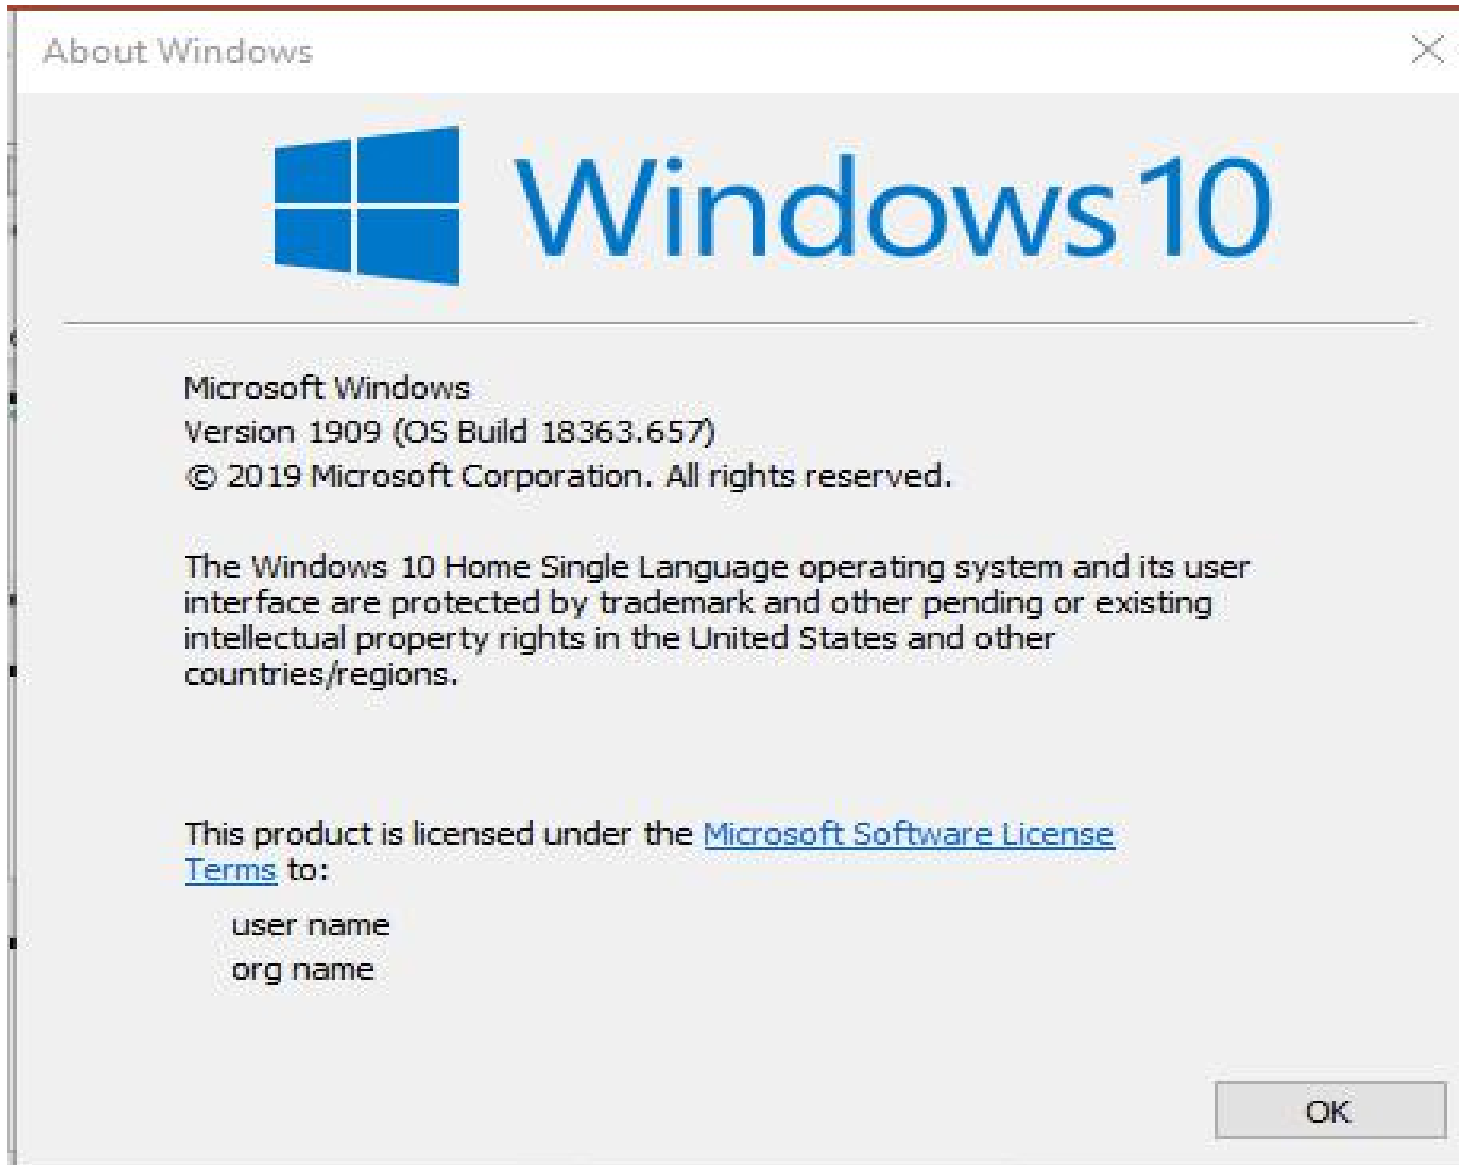 About Windows
Windows 10
Microsoft Windows
Version 1909 (OS Build 18363.657)
© 2019 Microsoft Corporation. All rights reserved.
The Windows 10 Home Single Language operating system and its user
interface are protected by trademark and other pending or existing
intellectual property rights in the United States and other
countries/regions.
This product is licensed under the Microsoft Software License
Terms to:
user name
org name
OK